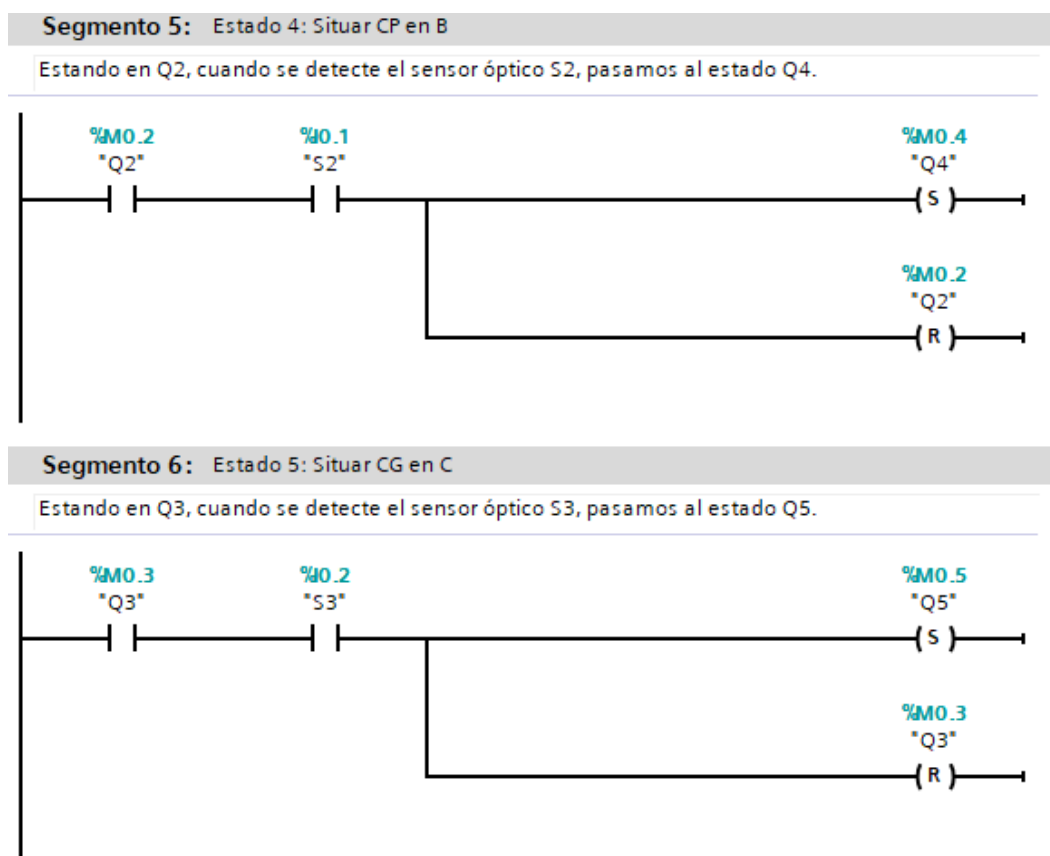 Segmento 5: Estado 4: Situar CP en B
Estando en Q2, cuando se detecte el sensor óptico S2, pasamos al estado Q4.
%M0.2 %I0.1 %M0.4
"Q2" "S2" "Q4"
S
%M0.2
"Q2"
R
Segmento 6: Estado 5: Situar CG en C
Estando en Q3, cuando se detecte el sensor óptico S3, pasamos al estado Q5.
%M0.3 %I0.2 %M0.5
"Q3" "S3" "Q5"
S
%M0.3
"Q3"
R